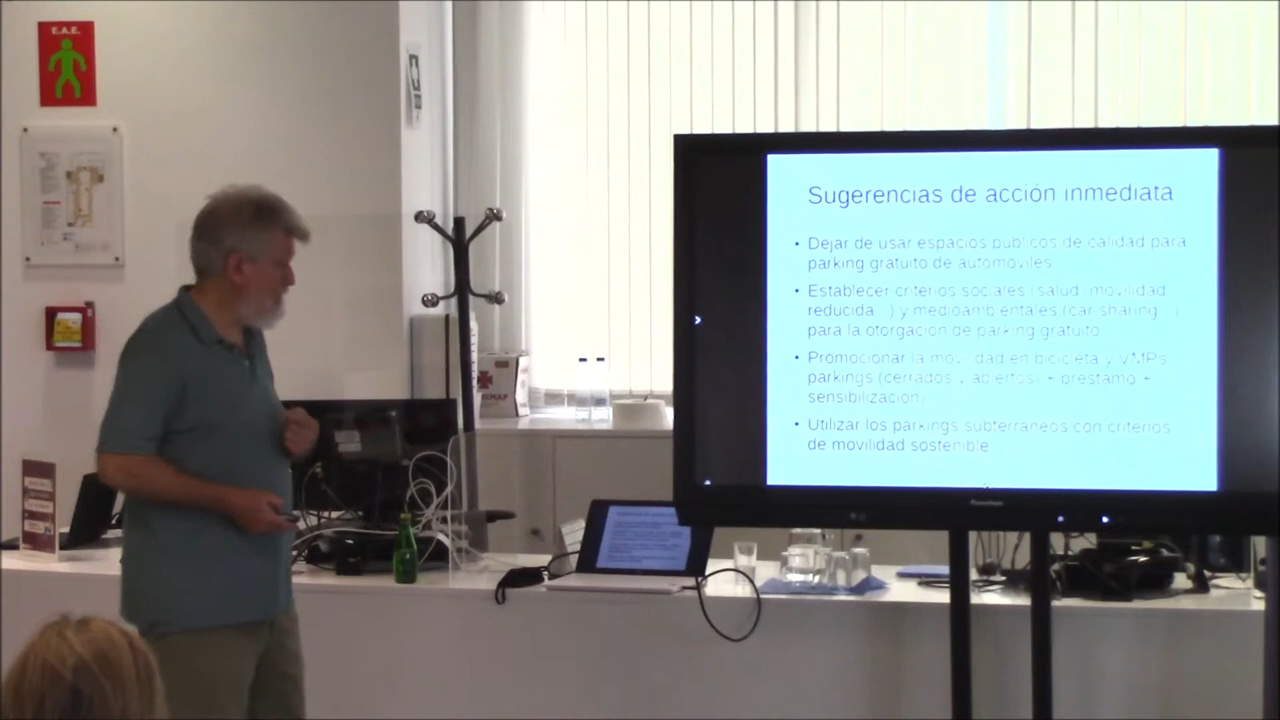 E.A.E.
Sugerencias de acción inmediata
• Dejar de usar espacios públicos de calidad para
parking gratuito de automóviles
• Establecer criterios sociales (salud, movilidad
reducida...) y medioambientales (car sharing...)
para la otorgación de parking gratuito
• Promocionar la movilidad en bicicleta y VMPs
parkings (cerrados y abiertos) + préstamo +
sensibilización)
• Utilizar los parkings subterráneos con criterios
de movilidad sostenible